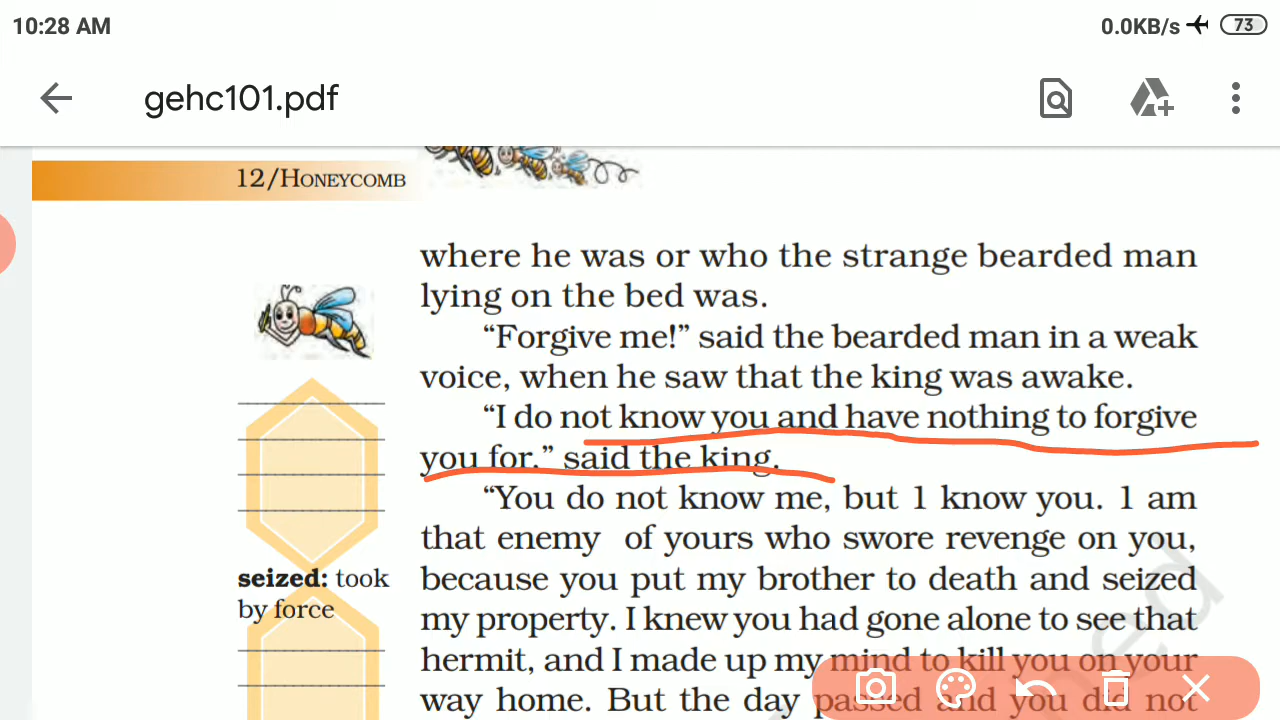 10:28 AM
0.0KB/s 73
gehc101.pdf
12/HONEYCOMB
where he was or who the strange bearded man
lying on the bed was.
“Forgive me!” said the bearded man in a weak
voice, when he saw that the king was awake.
“I do not know you and have nothing to forgive
you for.” said the king.
“You do not know me, but 1 know you. 1 am
that enemy of yours who swore revenge on you,
because you put my brother to death and seized
my property. I knew you had gone alone to see that
hermit, and I made up my mind to kill you on your
way home. But the day passed and you did not
seized: took
by force